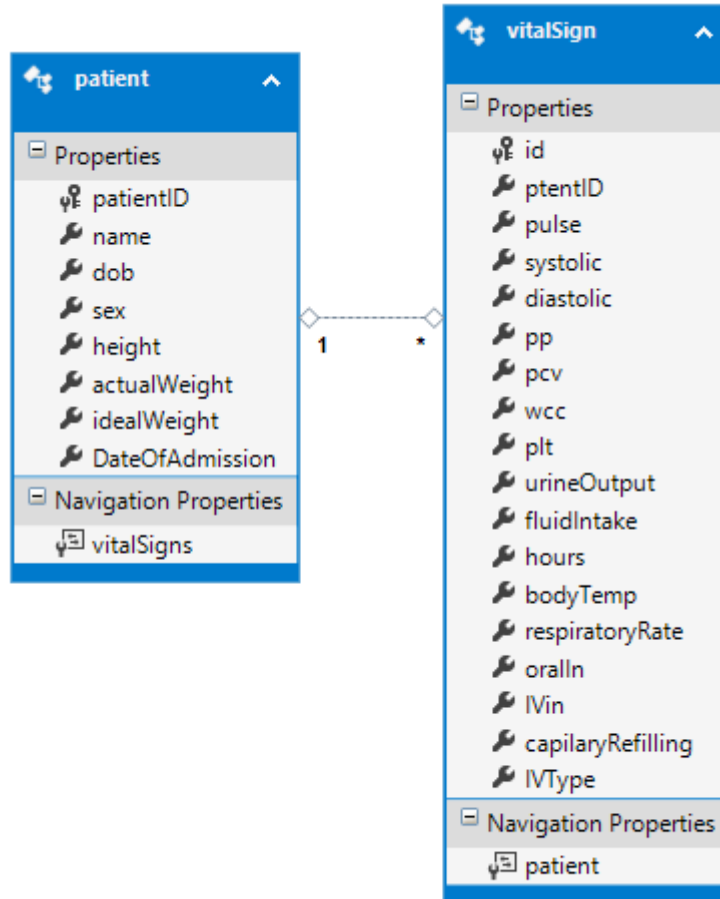 patient
Properties
patientID
name
dob
sex
height
actualWeight
idealWeight
DateOfAdmission
Navigation Properties
vitalSigns
1
*
vitalSign
Properties
id
ptentID
pulse
systolic
diastolic
pp
pcv
wcc
plt
urineOutput
fluidIntake
hours
bodyTemp
respiratoryRate
oralIn
IVin
capilaryRefilling
IVType
Navigation Properties
patient